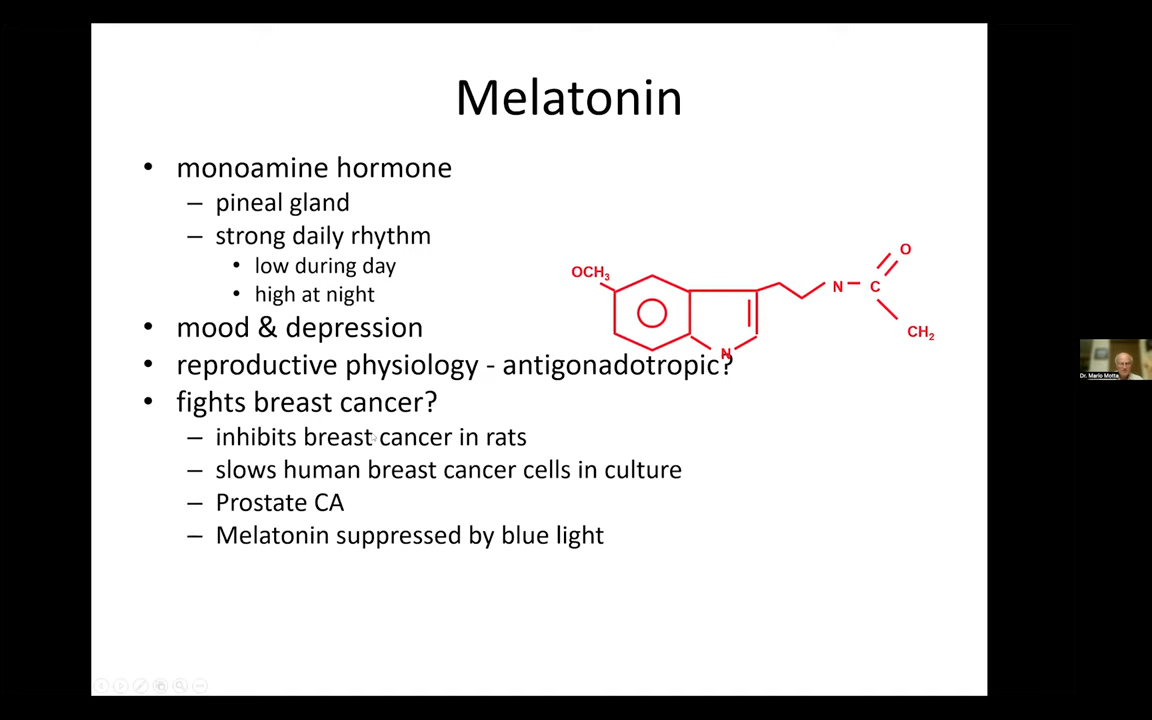 Melatonin
• monoamine hormone
– pineal gland
– strong daily rhythm
• low during day
• high at night
• mood & depression
• reproductive physiology - antigonadotropic?
• fights breast cancer?
– inhibits breast cancer in rats
– slows human breast cancer cells in culture
– Prostate CA
– Melatonin suppressed by blue light
OCH3
N
N
C
O
CH2
Dr. Mario Motta